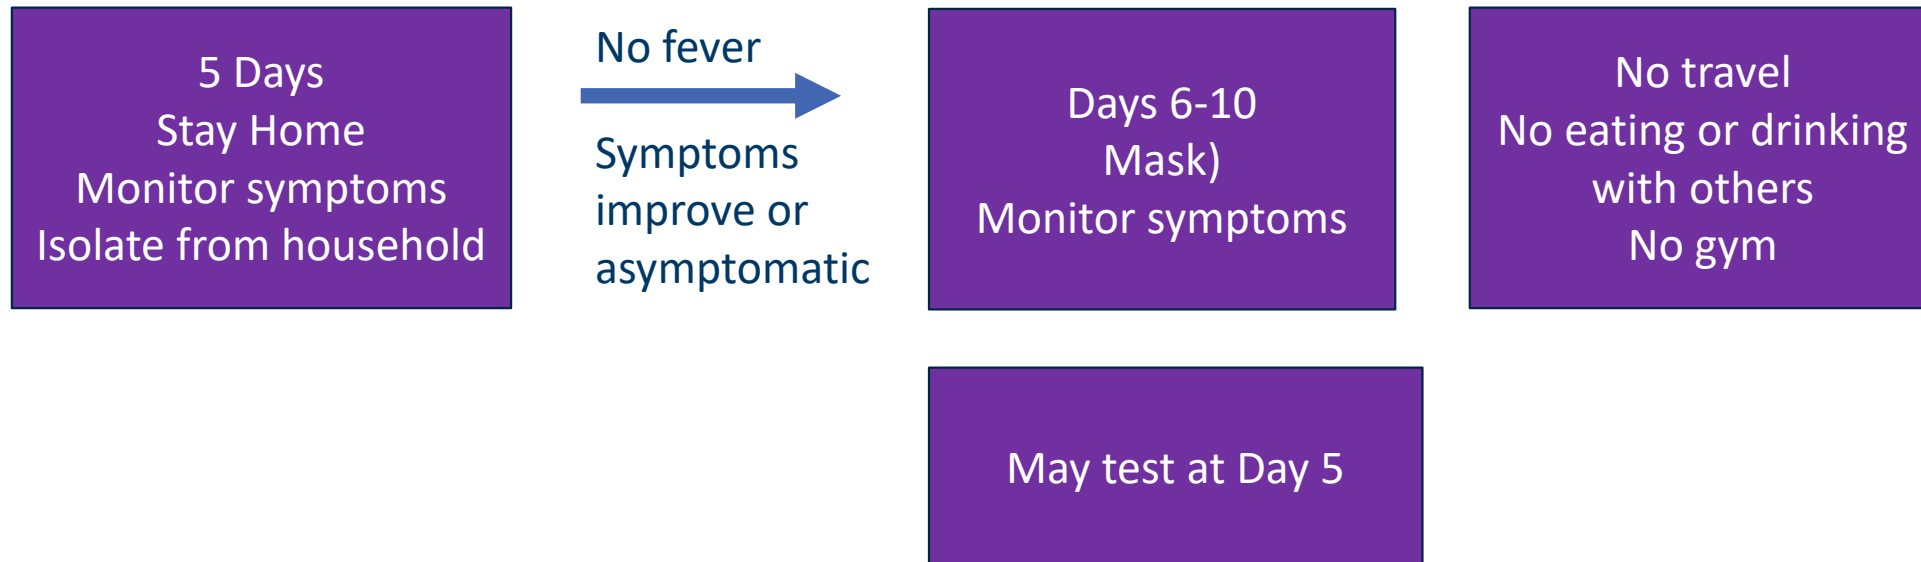 5 Days
Stay Home
Monitor symptoms
Isolate from household
No fever
Symptoms
improve or
asymptomatic
Days 6-10
Mask)
Monitor symptoms
No travel
No eating or drinking
with others
No gym
May test at Day 5